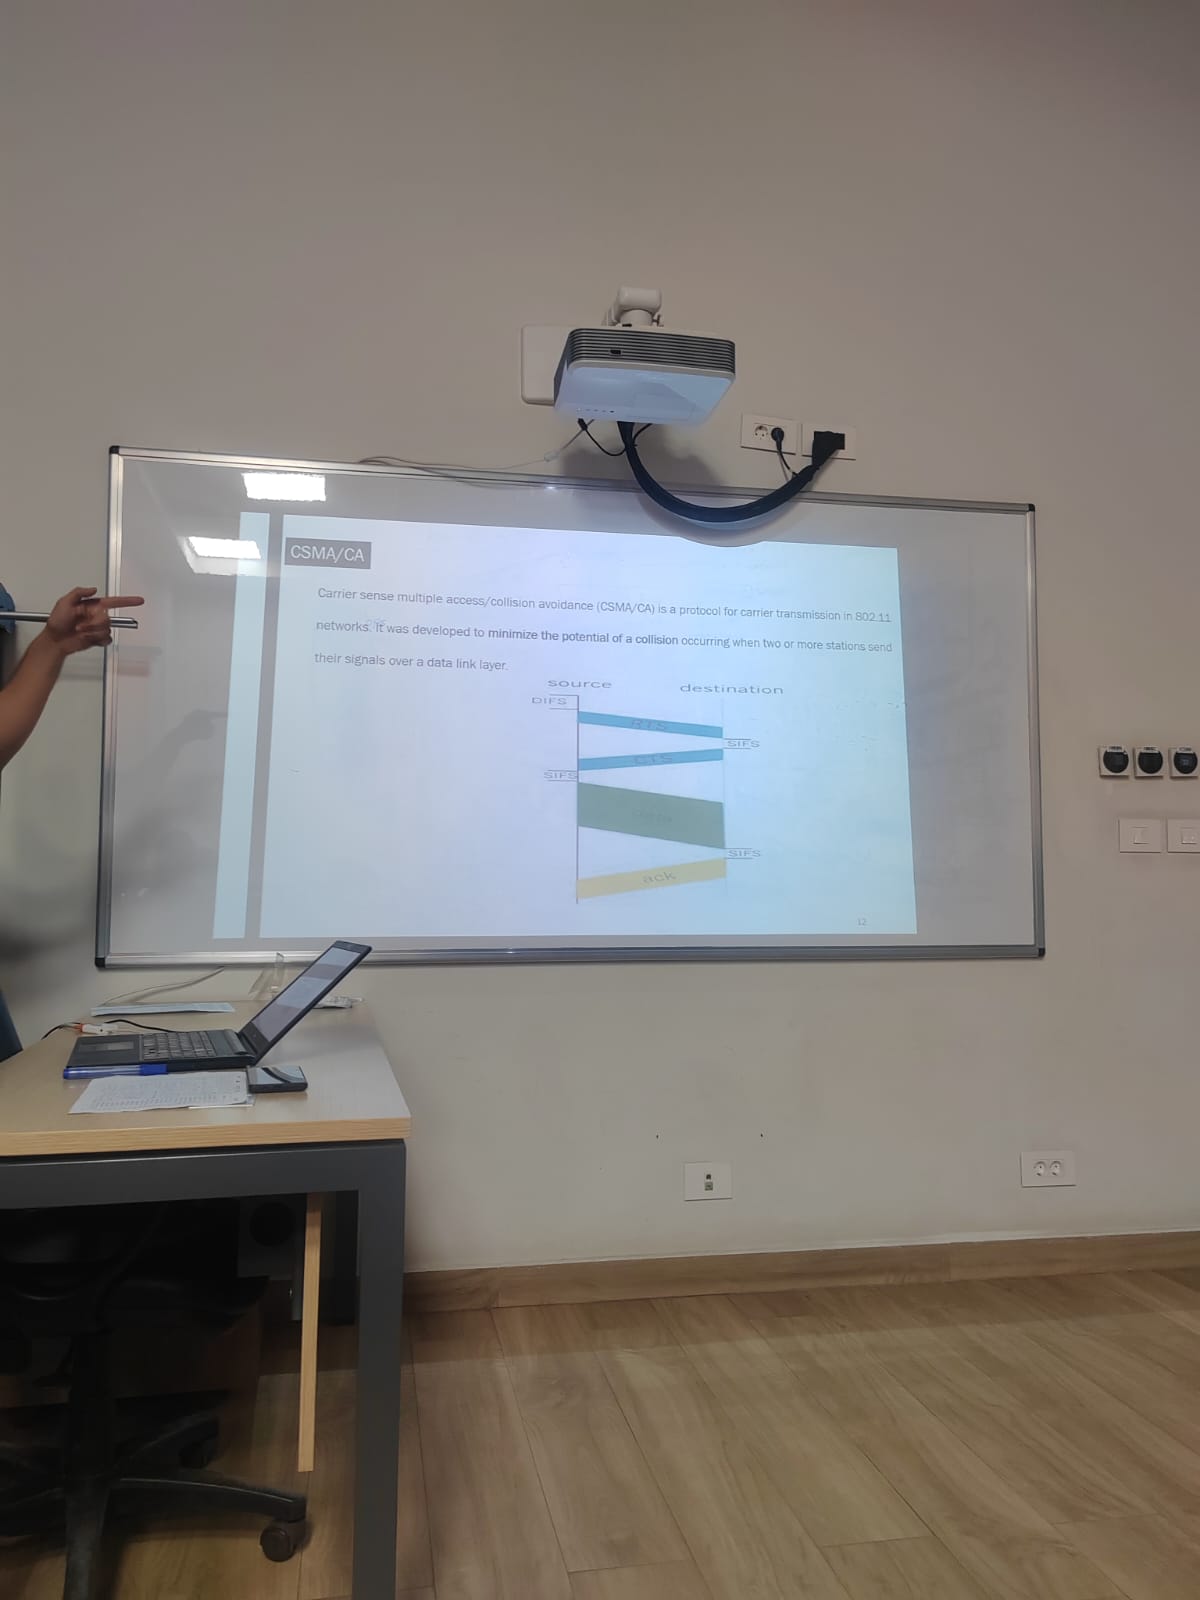 CSMA/CA
Carrier sense multiple access/collision avoidance (CSMA/CA) is a protocol for carrier transmission in 802.11
networks. It was developed to minimize the potential of a collision occurring when two or more stations send
their signals over a data link layer.
source
destination
DIFS
RTS
SIFS
CTS
SIFS
data
SIFS
ack
12